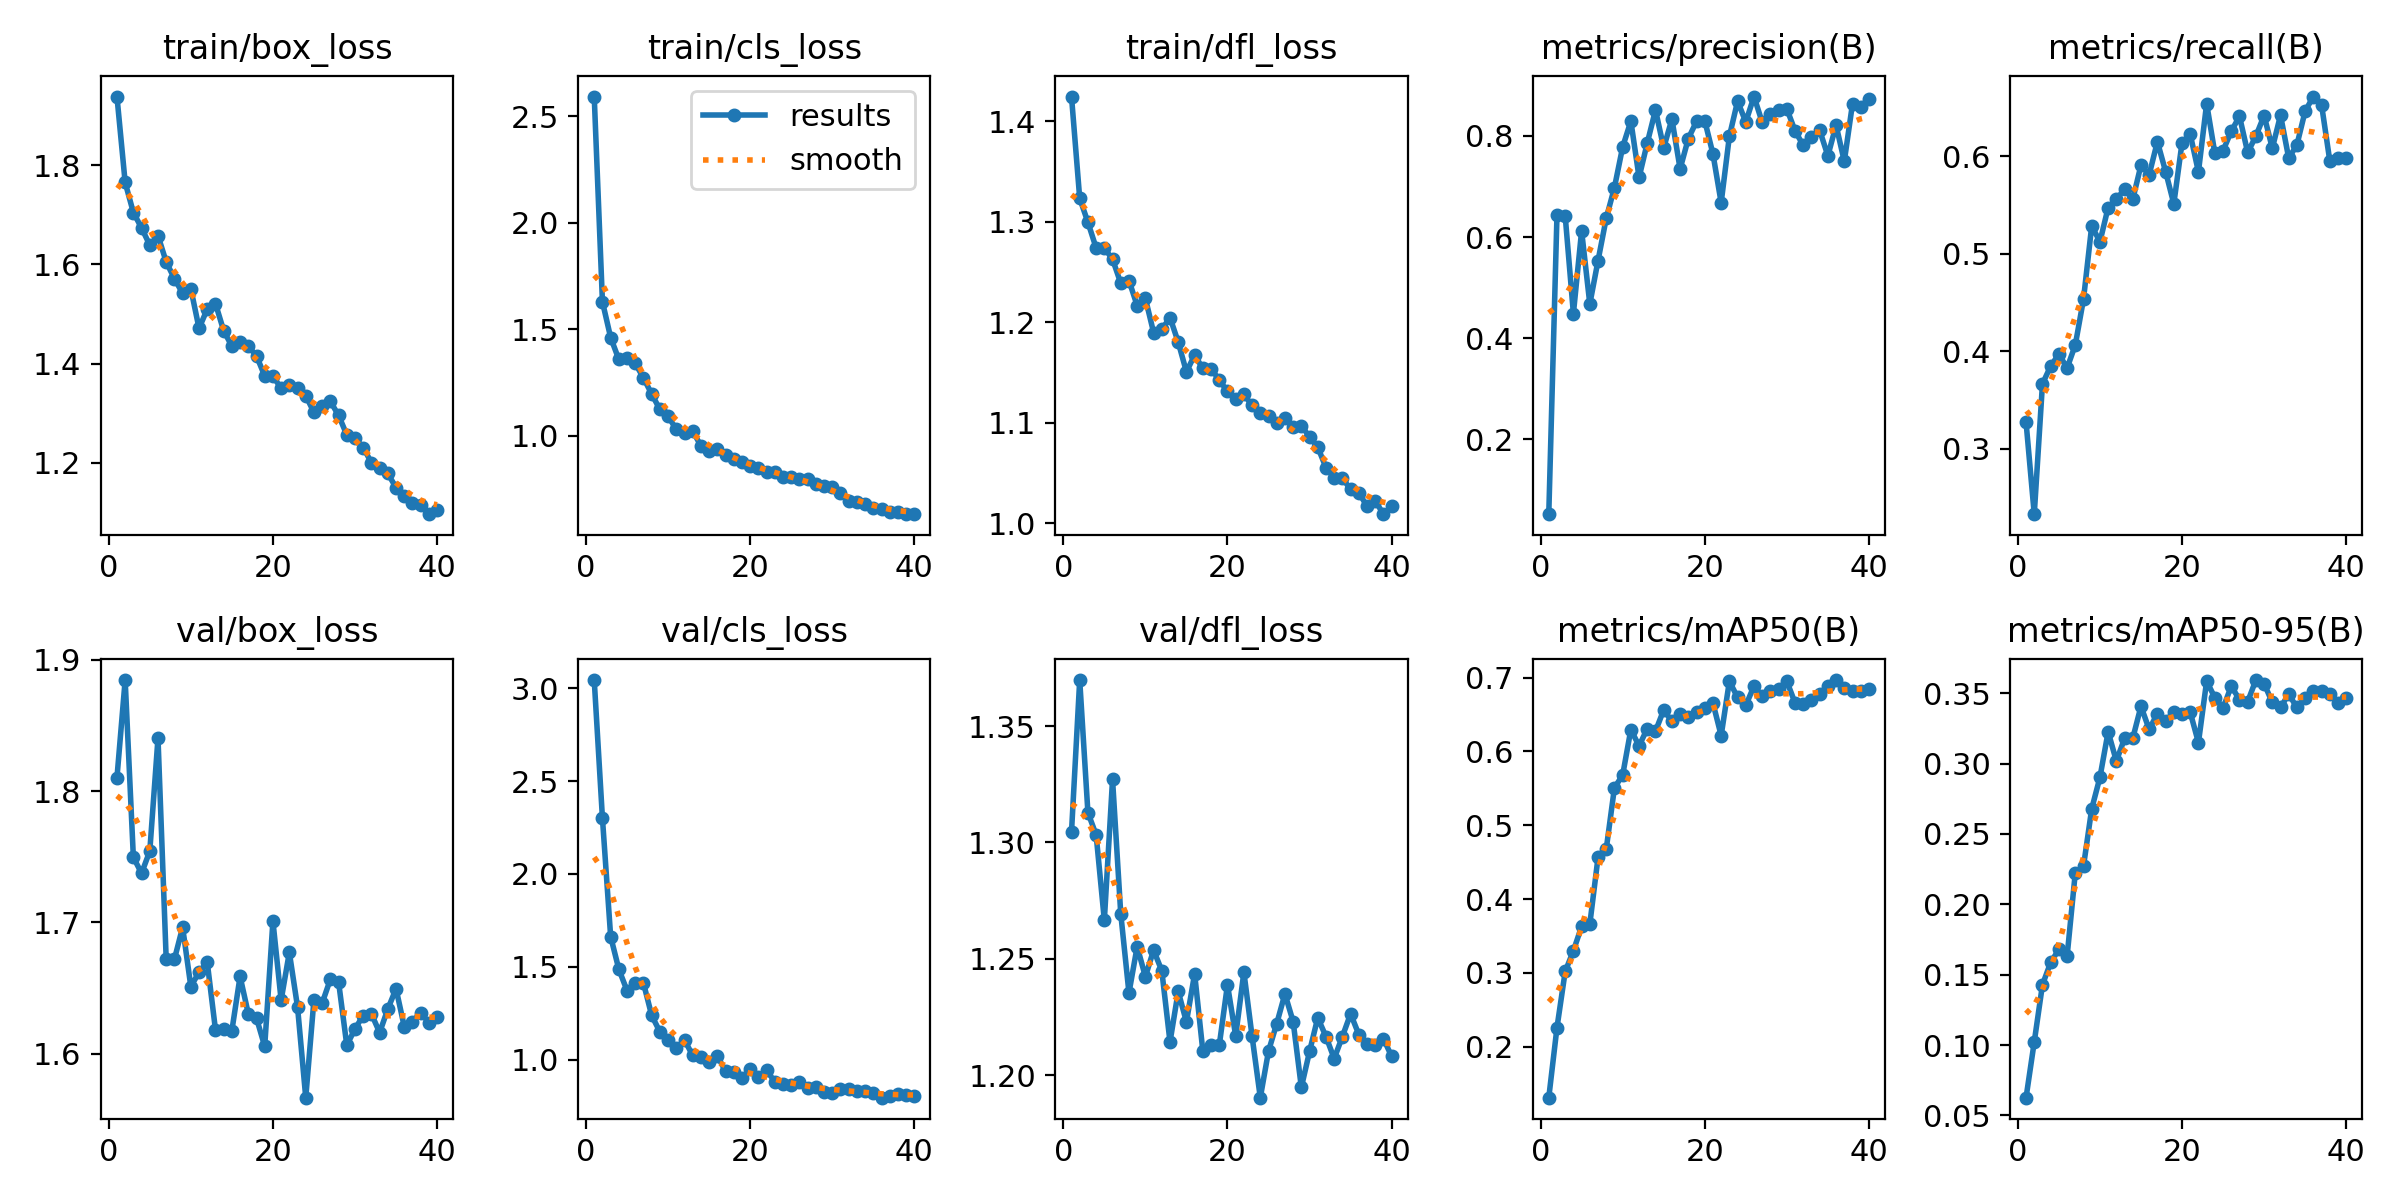 train/box_loss
1.8
1.6
1.4
1.2
0 20 40
train/cls_loss
results
smooth
2.5
2.0
1.5
1.0
0 20 40
train/dfl_loss
1.4
1.3
1.2
1.1
1.0
0 20 40
metrics/precision(B)
0.8
0.6
0.4
0.2
0 20 40
metrics/recall(B)
0.6
0.5
0.4
0.3
0 20 40
val/box_loss
1.9
1.8
1.7
1.6
0 20 40
val/cls_loss
3.0
2.5
2.0
1.5
1.0
0 20 40
val/dfl_loss
1.35
1.30
1.25
1.20
0 20 40
metrics/mAP50(B)
0.7
0.6
0.5
0.4
0.3
0.2
0 20 40
metrics/mAP50-95(B)
0.35
0.30
0.25
0.20
0.15
0.10
0.05
0 20 40